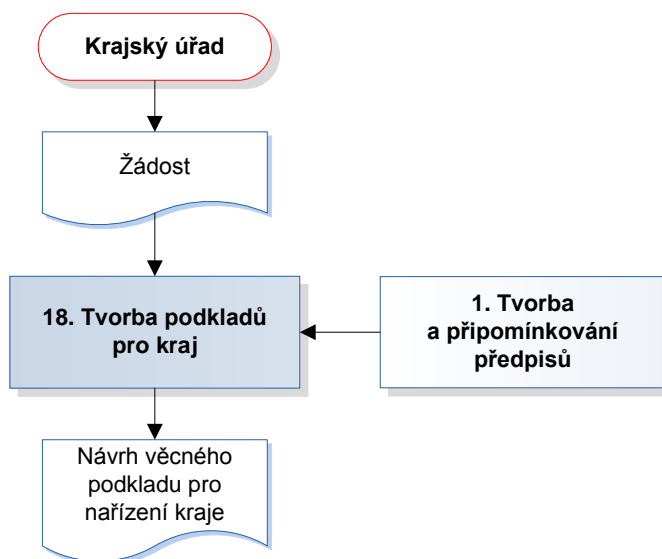 Krajský úřad
Žádost
18. Tvorba podkladů
pro kraj
1. Tvorba
a připomínkování
předpisů
Návrh věcného
podkladu pro
nařízení kraje